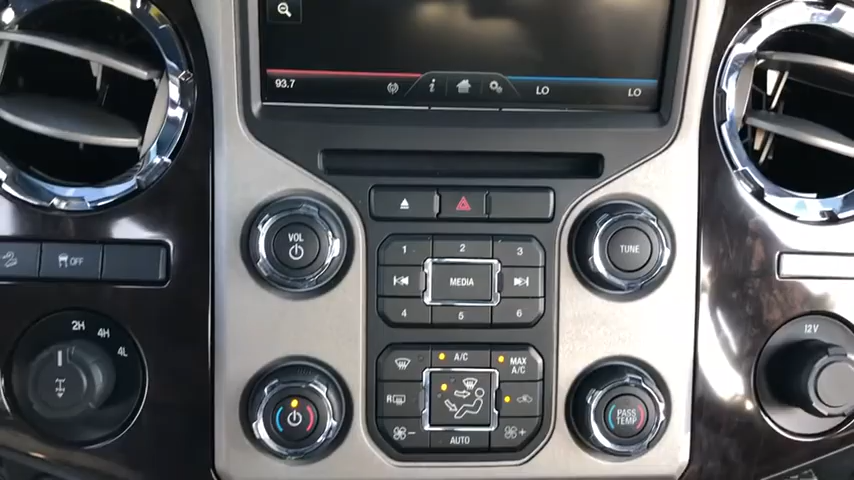 93.7
i
LO
LO
VOL
TUNE
1 2 3
MEDIA
4 5 6
OFF
2H
4H
4L
12V
A/C
MAX
A/C
R
AUTO
PASS
TEMP